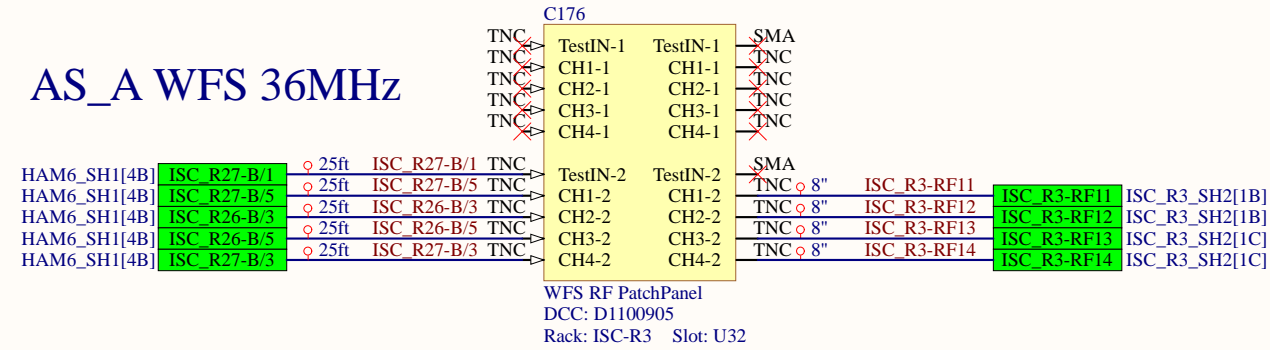 C176
TNC TestIN-1 TestIN-1 SMA
TNC CH1-1 CH1-1 TNC
TNC CH2-1 CH2-1 TNC
TNC CH3-1 CH3-1 TNC
TNC CH4-1 CH4-1 TNC
AS_A WFS 36MHz
HAM6_SH1[4B] ISC_R27-B/1 25ft ISC_R27-B/1 TNC TestIN-2 TestIN-2 SMA
HAM6_SH1[4B] ISC_R27-B/5 25ft ISC_R27-B/5 TNC CH1-2 CH1-2 TNC 8" ISC_R3-RF11 ISC_R3-RF11 ISC_R3_SH2[1B]
HAM6_SH1[4B] ISC_R26-B/3 25ft ISC_R26-B/3 TNC CH2-2 CH2-2 TNC 8" ISC_R3-RF12 ISC_R3-RF12 ISC_R3_SH2[1B]
HAM6_SH1[4B] ISC_R26-B/5 25ft ISC_R26-B/5 TNC CH3-2 CH3-2 TNC 8" ISC_R3-RF13 ISC_R3-RF13 ISC_R3_SH2[1C]
HAM6_SH1[4B] ISC_R27-B/3 25ft ISC_R27-B/3 TNC CH4-2 CH4-2 TNC 8" ISC_R3-RF14 ISC_R3-RF14 ISC_R3_SH2[1C]
WFS RF PatchPanel
DCC: D1100905
Rack: ISC-R3 Slot: U32